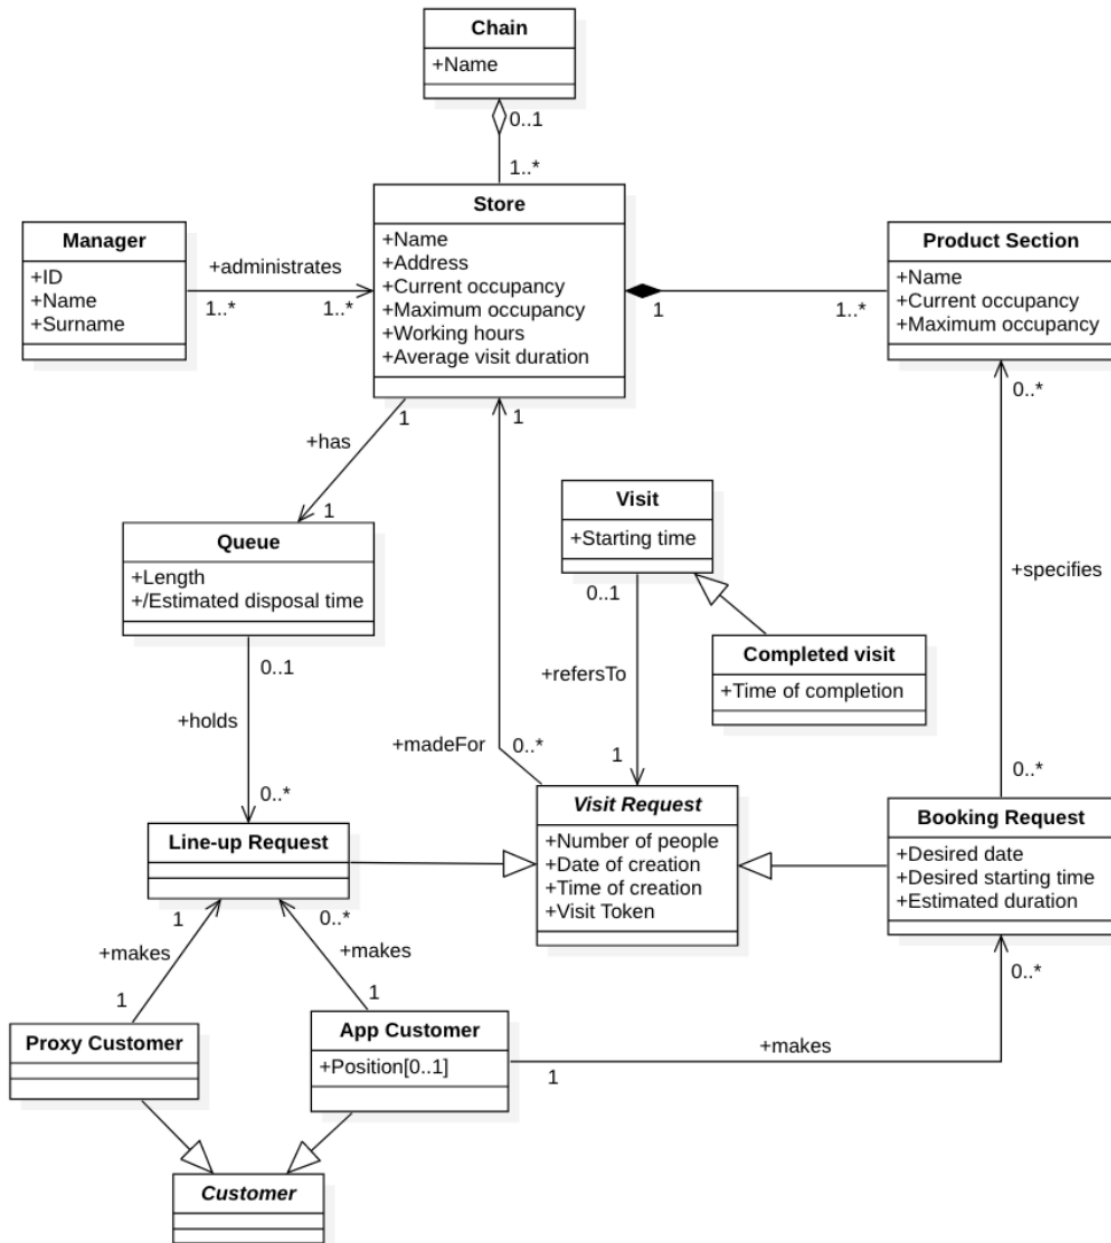 Chain
+Name
0..1
1..*
Store
+Name
+Address
+Current occupancy
+Maximum occupancy
+Working hours
+Average visit duration
Manager
+ID
+Name
+Surname
+administrates
1..*
1..*
Product Section
+Name
+Current occupancy
+Maximum occupancy
1
1..*
1
+has
1
1
0..*
Queue
+Length
+/Estimated disposal time
Visit
+Starting time
0..1
+refersTo
1
Completed visit
+Time of completion
+specifies
0..1
+holds
0..*
+madeFor
0..*
0..*
Line-up Request
Visit Request
+Number of people
+Date of creation
+Time of creation
+Visit Token
Booking Request
+Desired date
+Desired starting time
+Estimated duration
1
+makes
1
0..*
+makes
1
0..*
+makes
1
Proxy Customer
App Customer
+Position[0..1]
Customer